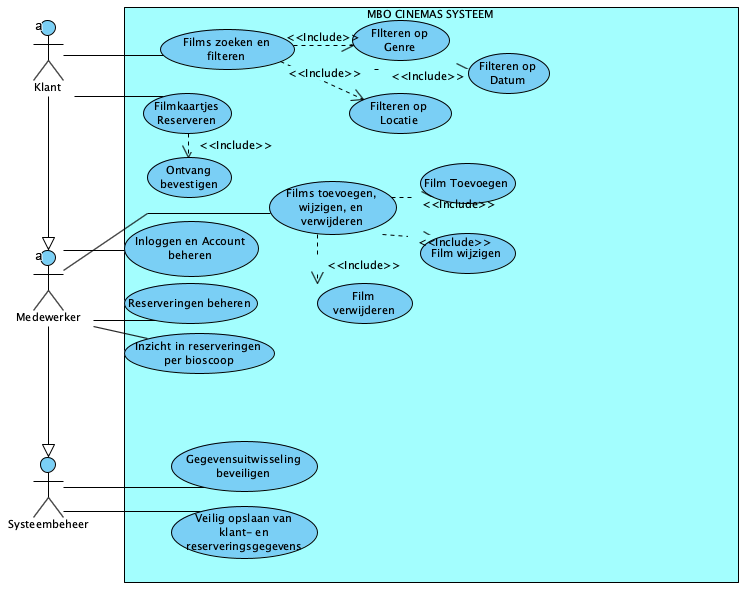 MBO CINEMAS SYSTEEM
a
Klant
Films zoeken en
filteren
<<Include>>
FIlteren op
Genre
<<Include>>
<<Include>>
Filteren op
Datum
Filteren op
Locatie
Filmkaartjes
Reserveren
<<Include>>
Ontvang
bevestigen
Films toevoegen,
wijzigen, en
verwijderen
Film Toevoegen
<<Include>>
<<Include>>
Film wijzigen
<<Include>>
Film
verwijderen
a
Medewerker
Inloggen en Account
beheren
Reserveringen beheren
Inzicht in reserveringen
per bioscoop
Systeembeheer
Gegevensuitwisseling
beveiligen
Veilig opslaan van
klant- en
reserveringsgegevens